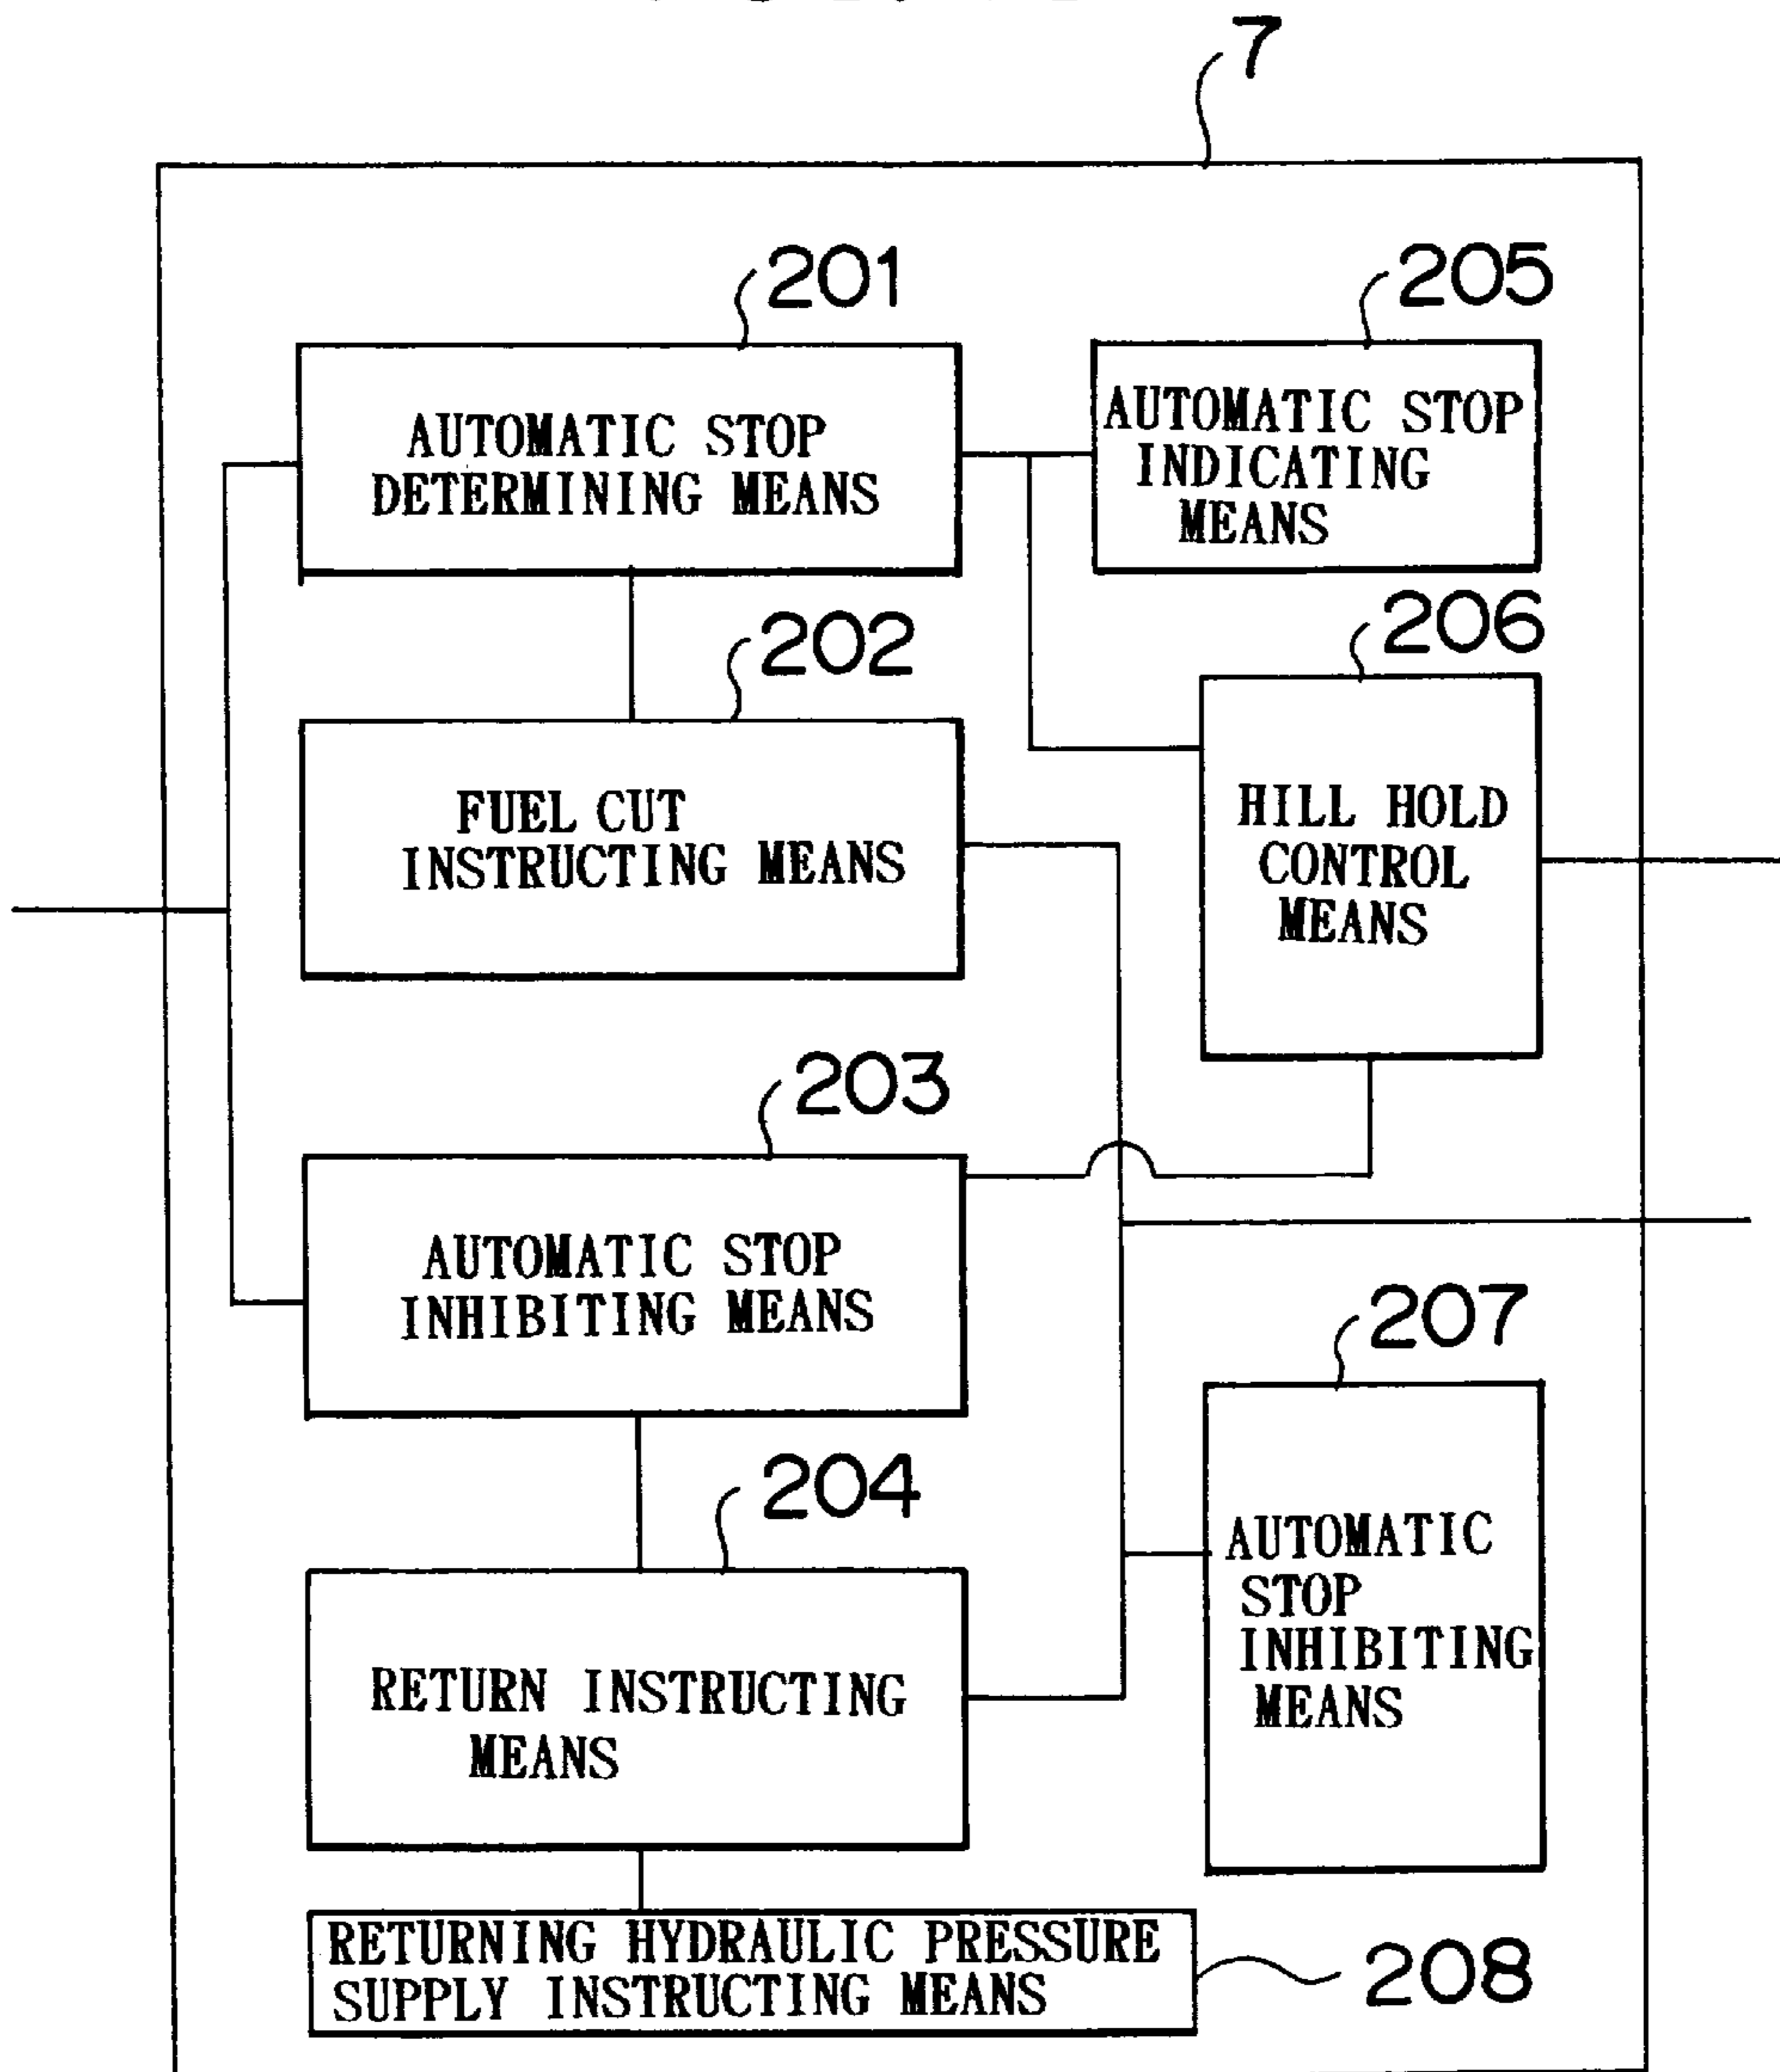 7
201
AUTOMATIC STOP
DETERMINING MEANS
205
AUTOMATIC STOP
INDICATING
MEANS
202
FUEL CUT
INSTRUCTING MEANS
206
HILL HOLD
CONTROL
MEANS
203
AUTOMATIC STOP
INHIBITING MEANS
207
AUTOMATIC
STOP
INHIBITING
MEANS
204
RETURN INSTRUCTING
MEANS
RETURNING HYDRAULIC PRESSURE
SUPPLY INSTRUCTING MEANS
208